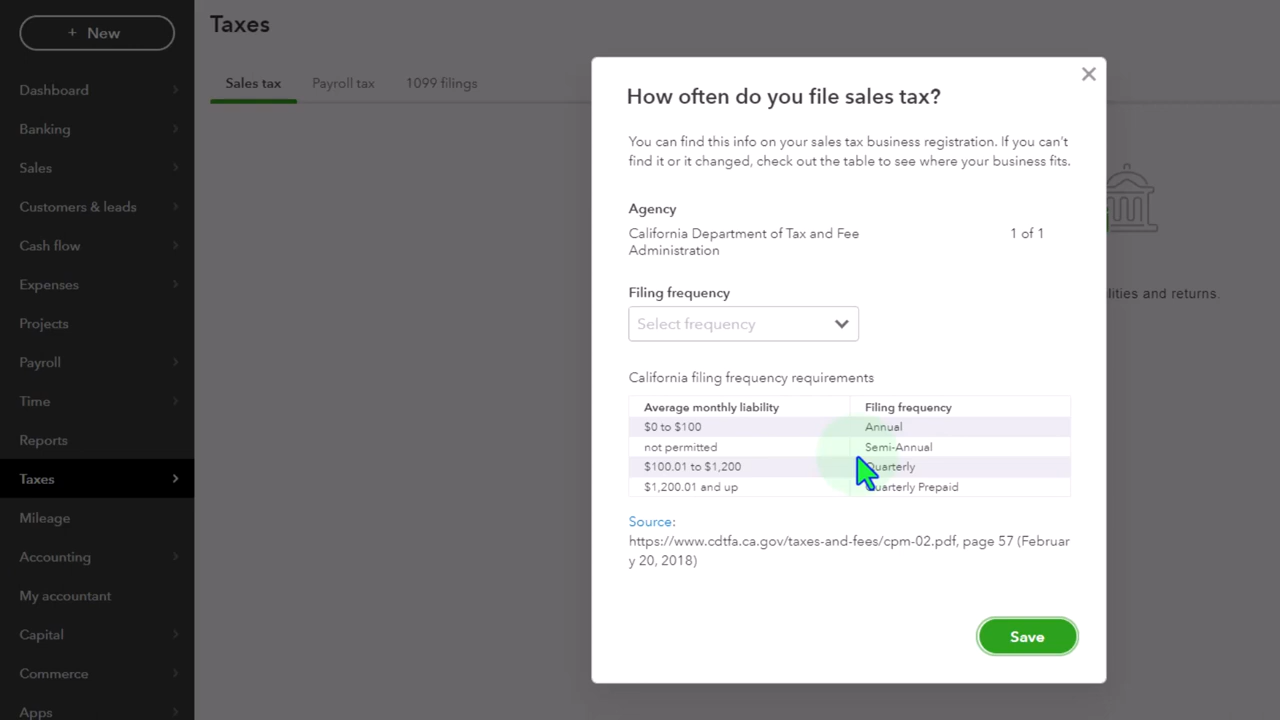 + New
Dashboard
Banking
Sales
Customers & leads
Cash flow
Expenses
Projects
Payroll
Time
Reports
Taxes
Mileage
Accounting
My accountant
Capital
Commerce
Apps
Taxes
Sales tax
Payroll tax
1099 filings
lities and returns.
How often do you file sales tax?
You can find this info on your sales tax business registration. If you can't
find it or it changed, check out the table to see where your business fits.
Agency
California Department of Tax and Fee
Administration
1 of 1
Filing frequency
Select frequency
California filing frequency requirements
Average monthly liability Filing frequency
$0 to $100 Annual
not permitted Semi-Annual
$100.01 to $1,200 Quarterly
$1,200.01 and up Quarterly Prepaid
Source:
https://www.cdtfa.ca.gov/taxes-and-fees/cpm-02.pdf, page 57 (Februar
y 20, 2018)
Save